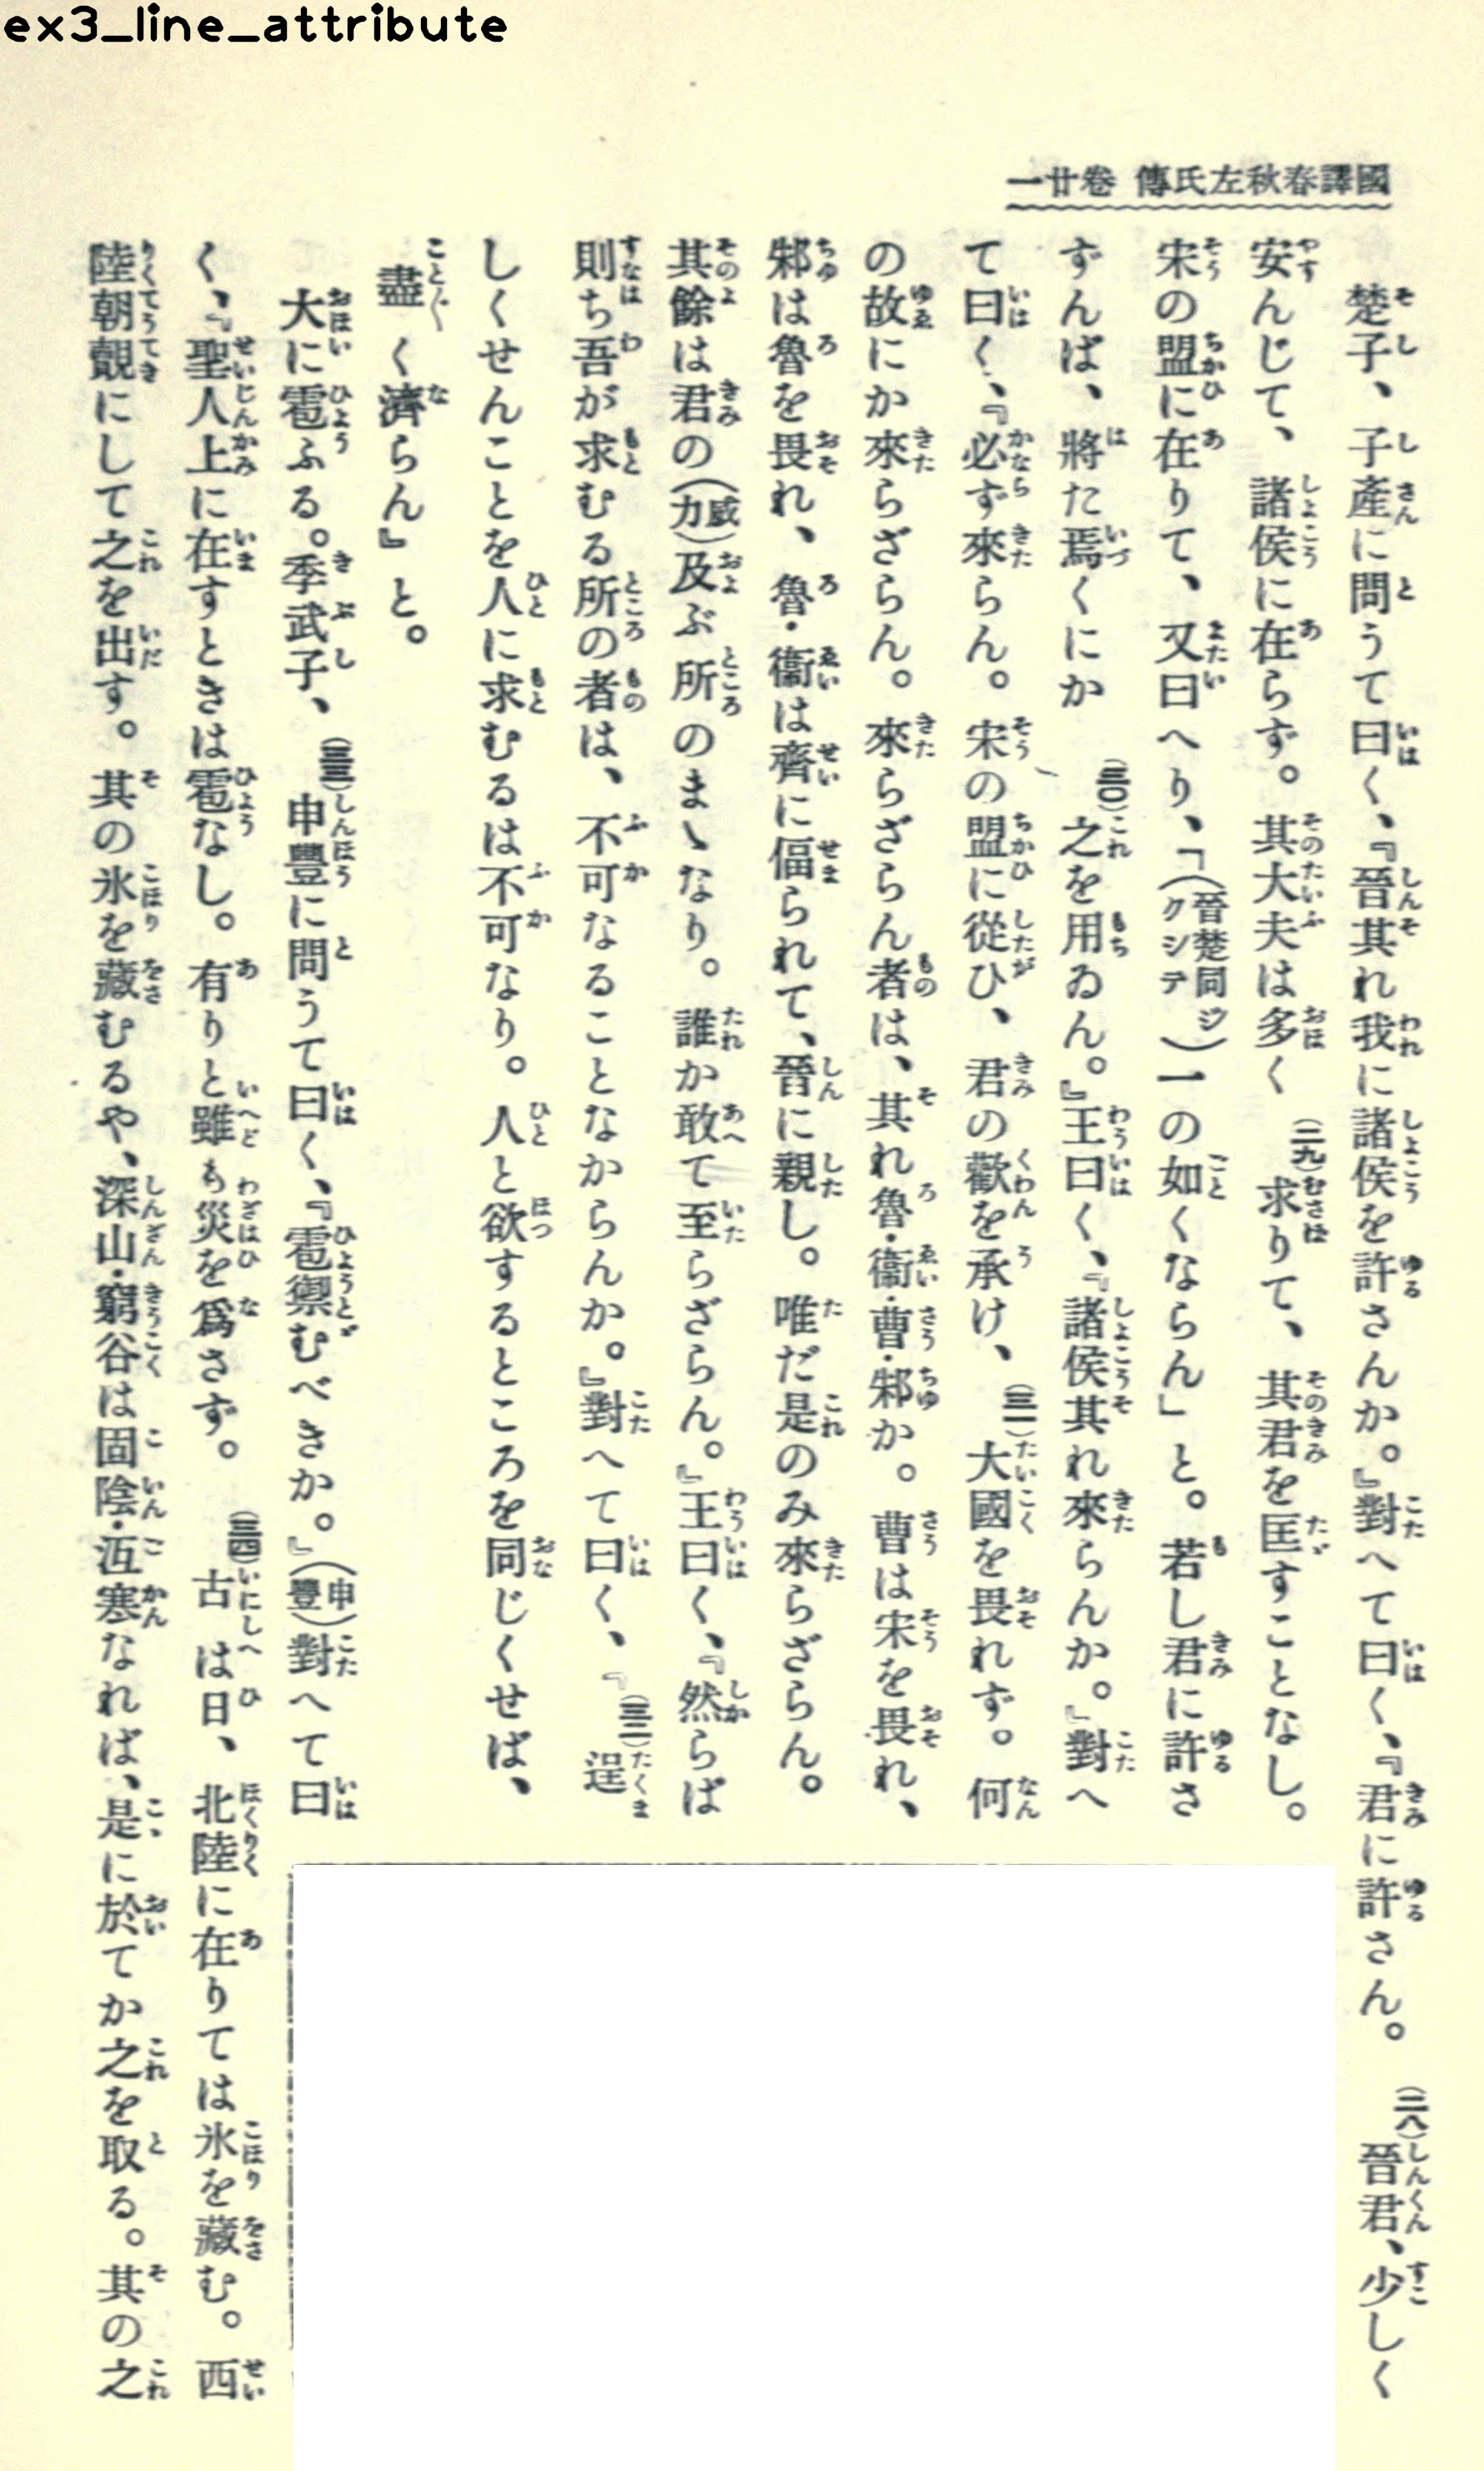 ex3_line_attribute
國譯春秋左氏傳 卷廿一
楚子、子產に問うて曰く、『晉其れ我に諸侯を許さんか。』對へて曰く、『君に許さん。(二八)晉君、少しく
安んじて、諸侯に在らず。其大夫は多く(二九)求りて、其君を匡すことなし。
宋の盟に在りて、又曰へり、「(晉楚同ジクシテ)一の如くならん」と。若し君に許さ
ずんば、將た焉くにか(三〇)之を用ゐん。』王曰く、『諸侯其れ來らんか。』對へ
て曰く、『必ず來らん。宋の盟に從ひ、君の歡を承け、(三一)大國を畏れず。何
の故にか來らざらん。來らざらん者は、其れ魯・衞・曹・邾か。曹は宋を畏れ、
邾は魯を畏れ、魯・衞は齊に偪られて、晉に親し。唯だ是のみ來らざらん。
其餘は君の(威力)及ぶ所のまゝなり。誰か敢て至らざらん。』王曰く、『然らば
則ち吾が求むる所の者は、不可なることなからんか。』對へて曰く、『(三二)逞
しくせんことを人に求むるは不可なり。人と欲するところを同じくせば、
盡く濟らん』と。
大に雹ふる。季武子、(三三)申豐に問うて曰く、『雹禦むべきか。』(申豐)對へて曰
く、『聖人上に在すときは雹なし。有りと雖も災を爲さず。(三四)古は日、北陸に在りては氷を藏む。西
陸朝覿にして之を出す。其の氷を藏むるや、深山・窮谷は固陰・沍寒なれば、是に於てか之を取る。其の之